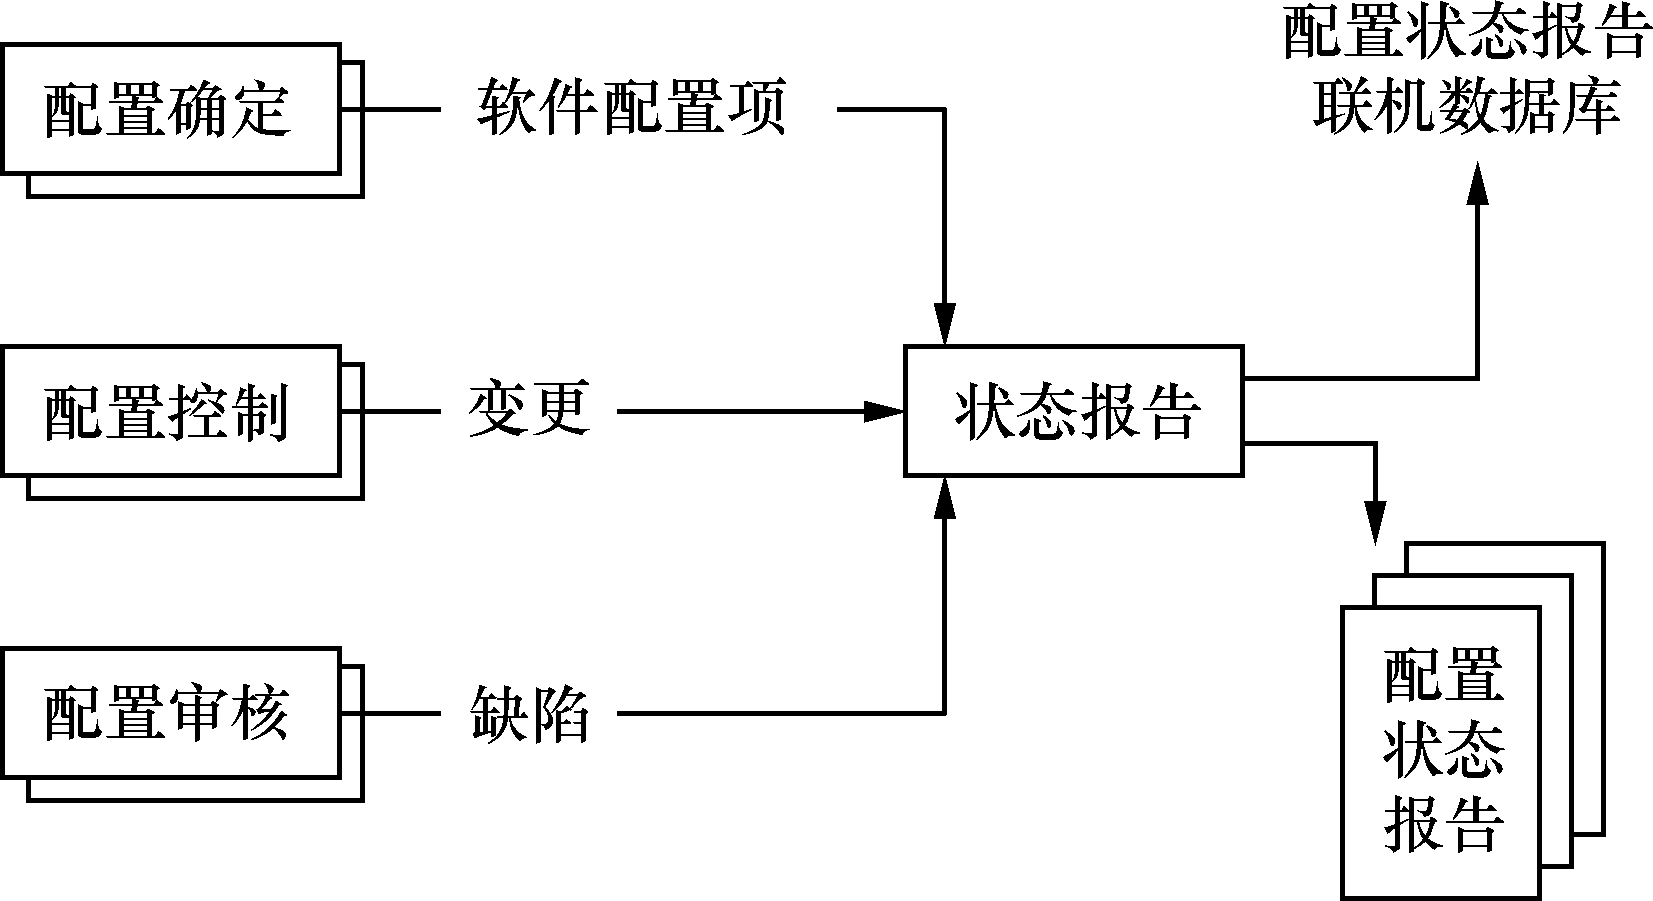 配置确定
软件配置项
配置状态报告
联机数据库
配置控制
变更
状态报告
配置审核
缺陷
配置
状态
报告